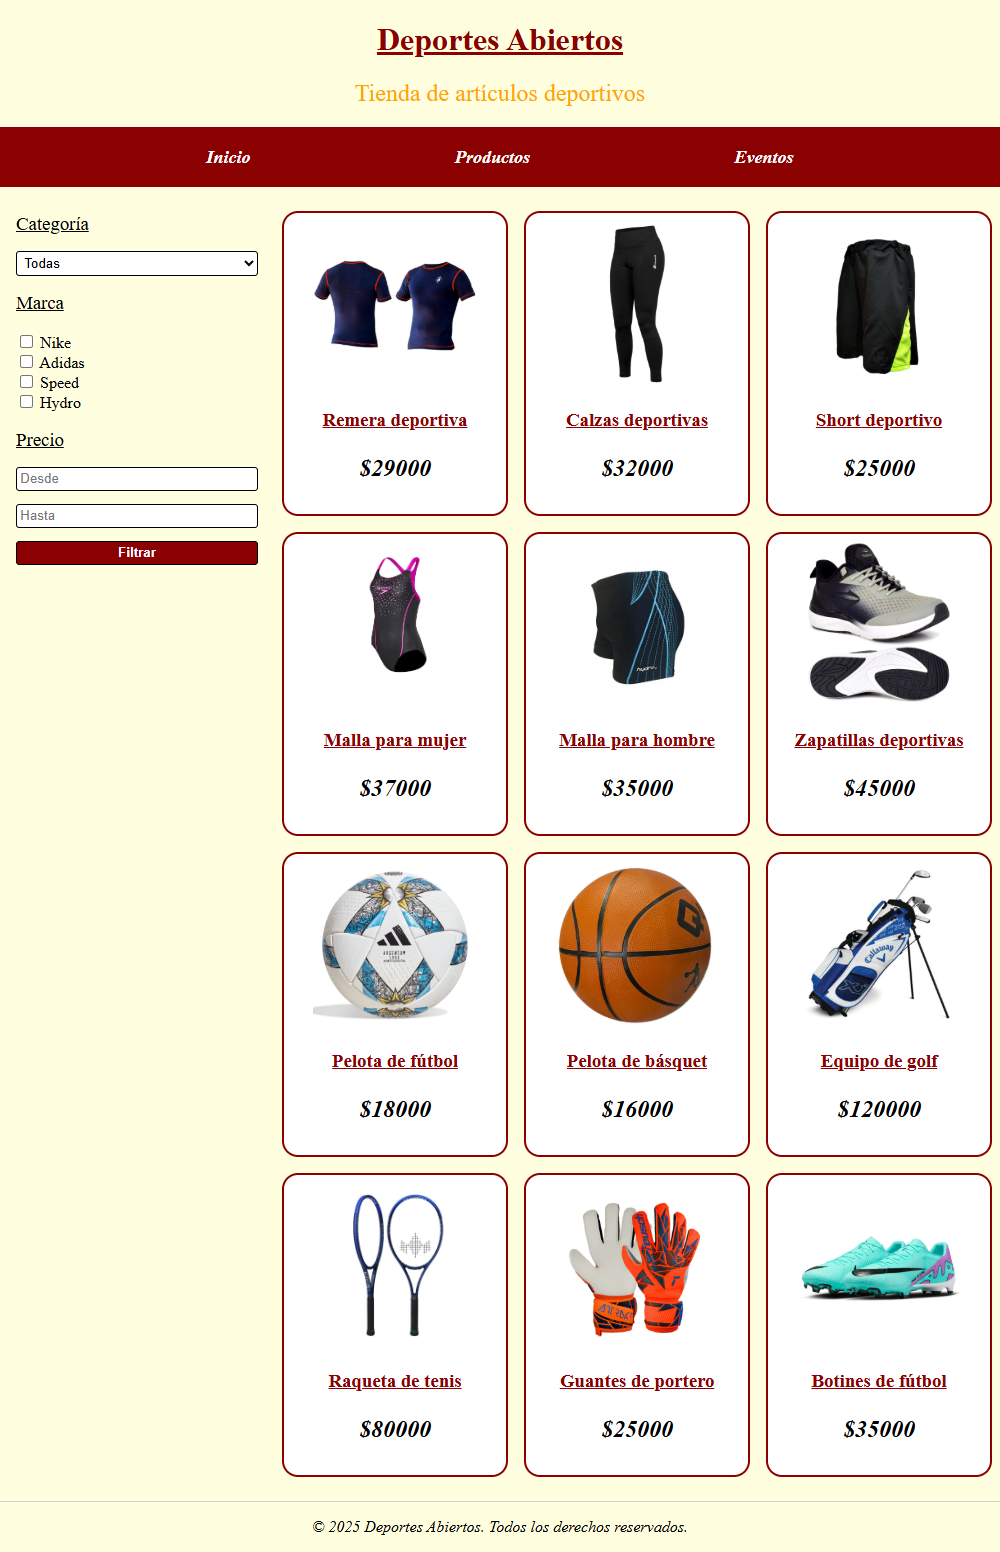 Deportes Abiertos
Tienda de artículos deportivos
Inicio Productos Eventos
Categoría
Todas
Marca
Nike
Adidas
Speed
Hydro
Precio
Desde
Hasta
Filtrar
Remera deportiva
$29000
Calzas deportivas
$32000
Short deportivo
$25000
Malla para mujer
$37000
hydro
Malla para hombre
$35000
Zapatillas deportivas
$45000
ARGENTUM
Pelota de fútbol
$18000
Pelota de básquet
$16000
Callaway
Equipo de golf
$120000
Raqueta de tenis
$80000
Guantes de portero
$25000
Botines de fútbol
$35000
© 2025 Deportes Abiertos. Todos los derechos reservados.